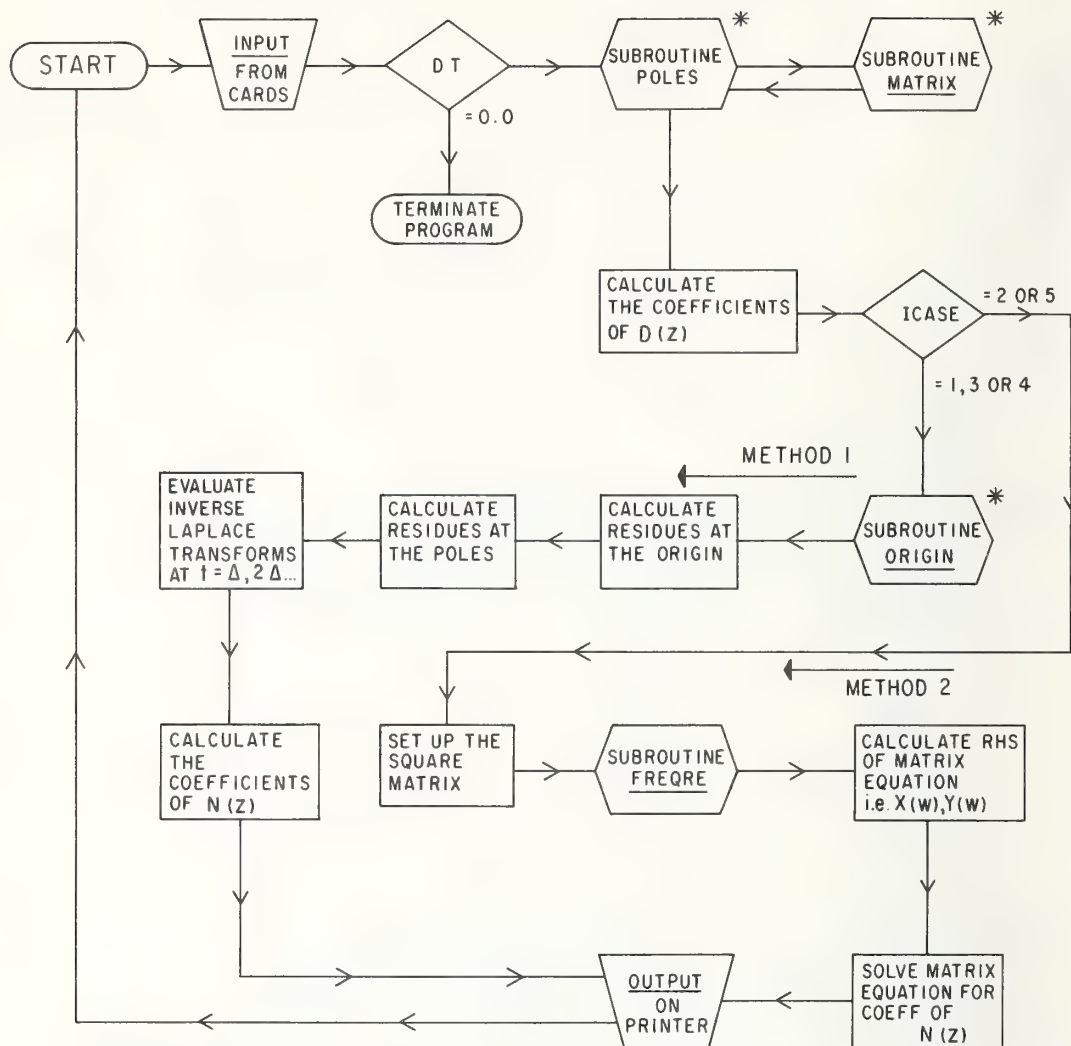 START
INPUT
FROM
CARDS
DT
=0.0
TERMINATE
PROGRAM
SUBROUTINE
POLES
*
SUBROUTINE
MATRIX
*
CALCULATE
THE COEFFICIENTS
OF D(Z)
ICASE
=2 OR 5
=1,3 OR 4
METHOD 1
SUBROUTINE
ORIGIN
*
CALCULATE
RESIDUES AT
THE ORIGIN
CALCULATE
RESIDUES AT
THE POLES
EVALUATE
INVERSE
LAPLACE
TRANSFORMS
AT t=Δ,2Δ...
METHOD 2
CALCULATE
THE
COEFFICIENTS
OF N(Z)
SET UP THE
SQUARE
MATRIX
SUBROUTINE
FREQRE
CALCULATE RHS
OF MATRIX
EQUATION
i.e. X(w),Y(w)
SOLVE MATRIX
EQUATION FOR
COEFF OF
N(Z)
OUTPUT
ON
PRINTER